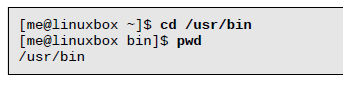 [me@linuxbox ~]$ cd /usr/bin
[me@linuxbox bin]$ pwd
/usr/bin